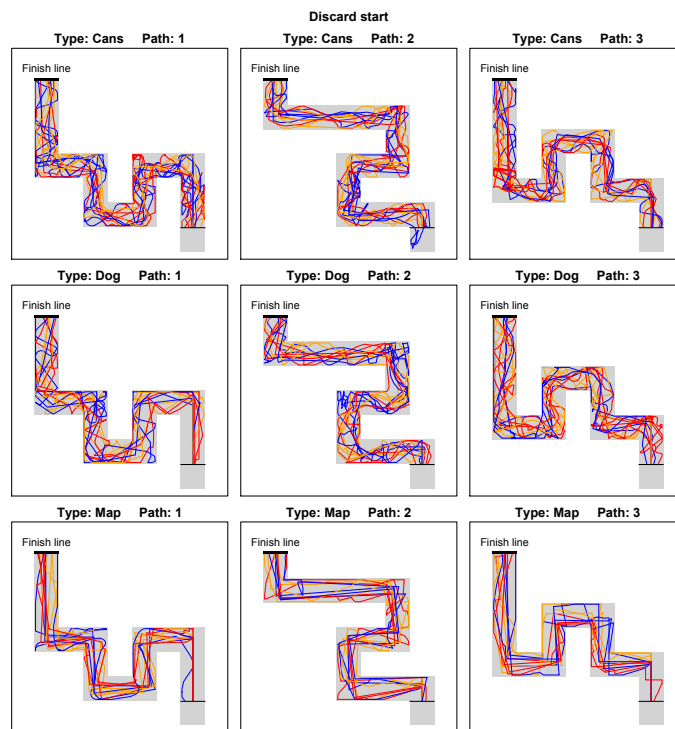 Discard start
Type: Cans Path: 1
Type: Cans Path: 2
Type: Cans Path: 3
Finish line
Finish line
Finish line
Type: Dog Path: 1
Type: Dog Path: 2
Type: Dog Path: 3
Finish line
Finish line
Finish line
Type: Map Path: 1
Type: Map Path: 2
Type: Map Path: 3
Finish line
Finish line
Finish line